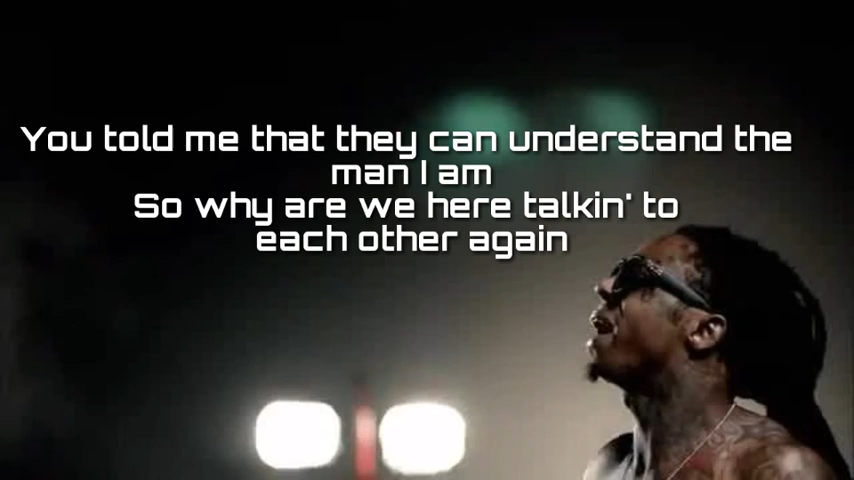 You told me that they can understand the
man I am
So why are we here talkin' to
each other again